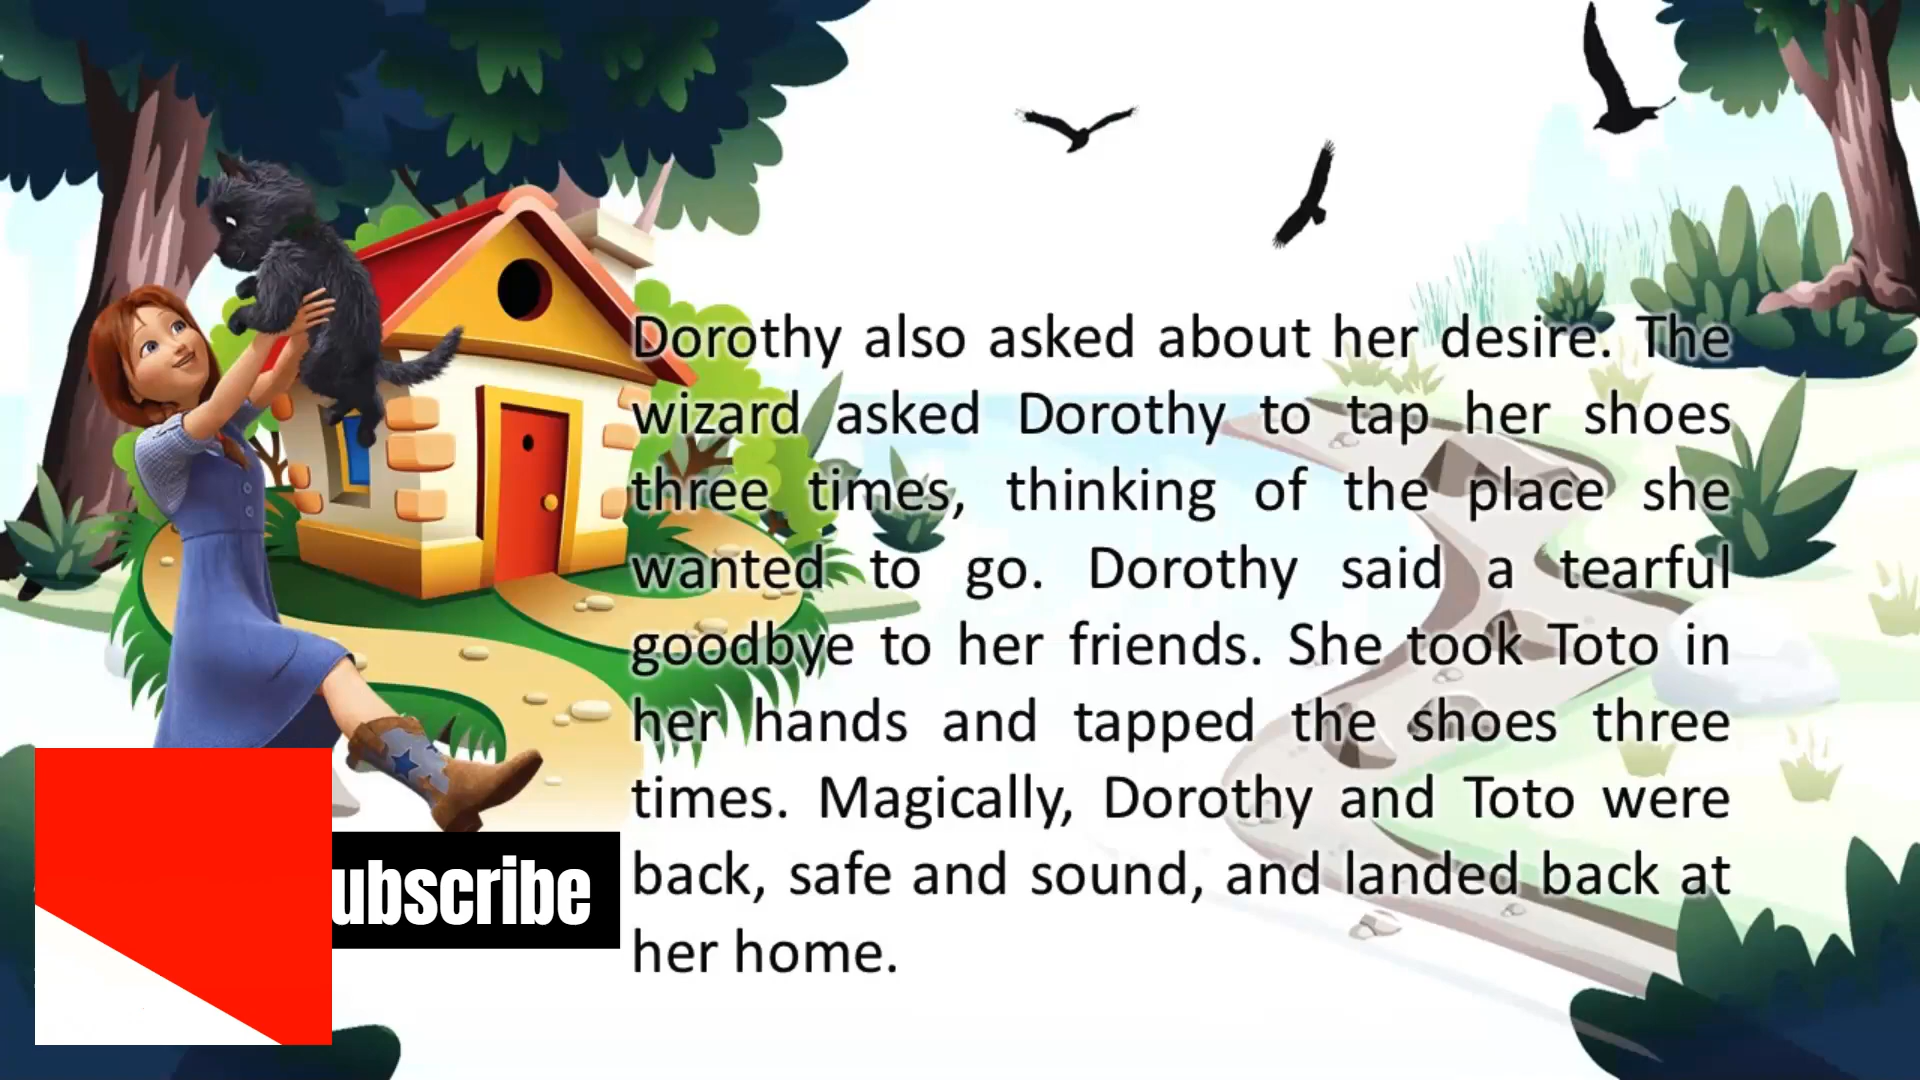 Dorothy also asked about her desire. The
wizard asked Dorothy to tap her shoes
three times, thinking of the place she
wanted to go. Dorothy said a tearful
goodbye to her friends. She took Toto in
her hands and tapped the shoes three
times. Magically, Dorothy and Toto were
back, safe and sound, and landed back at
her home.
ubscribe